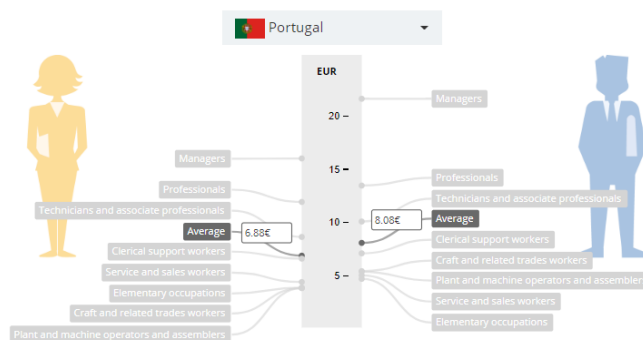 Portugal
EUR
Managers
20
Managers
15
Professionals
Professionals
Technicians and associate professionals
Technicians and associate professionals
Average
8.08€
10
Average
6.88€
Clerical support workers
Clerical support workers
Craft and related trades workers
Service and sales workers
5
Plant and machine operators and assembler
Elementary occupations
Service and sales workers
Craft and related trades workers
Elementary occupations
Plant and machine operators and assemblers